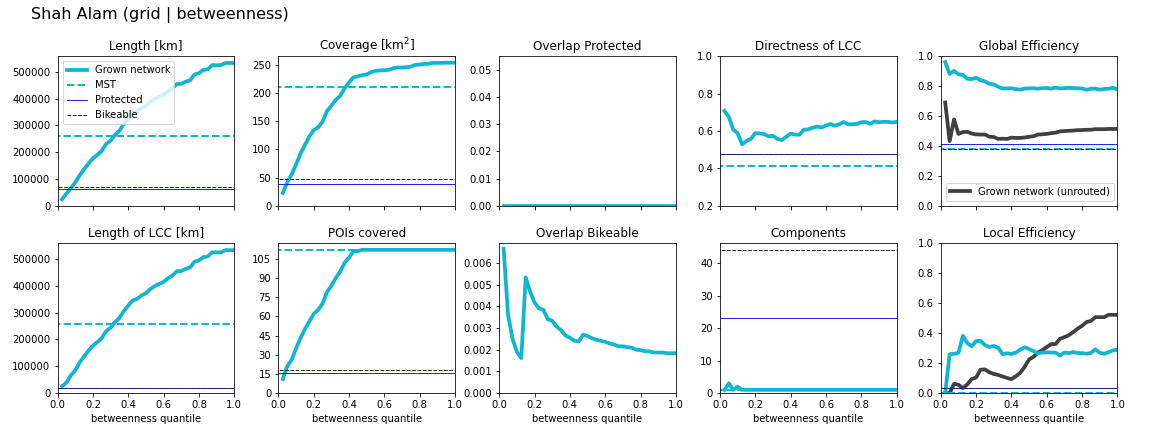 Shah Alam (grid | betweenness)
Length [km]
Coverage [km²]
Overlap Protected
Directness of LCC
Global Efficiency
500000
400000
300000
200000
100000
0
Grown network
MST
Protected
Bikeable
250
200
150
100
50
0
0.05
0.04
0.03
0.02
0.01
0.00
1.0
0.8
0.6
0.4
0.2
1.0
0.8
0.6
0.4
0.2
0.0
Grown network (unrouted)
Length of LCC [km]
POIs covered
Overlap Bikeable
Components
Local Efficiency
500000
400000
300000
200000
100000
0
105
90
75
60
45
30
15
0
0.006
0.005
0.004
0.003
0.002
0.001
0.000
40
30
20
10
0
1.0
0.8
0.6
0.4
0.2
0.0
0.0 0.2 0.4 0.6 0.8 1.0
0.0 0.2 0.4 0.6 0.8 1.0
0.0 0.2 0.4 0.6 0.8 1.0
0.0 0.2 0.4 0.6 0.8 1.0
0.0 0.2 0.4 0.6 0.8 1.0
betweenness quantile
betweenness quantile
betweenness quantile
betweenness quantile
betweenness quantile